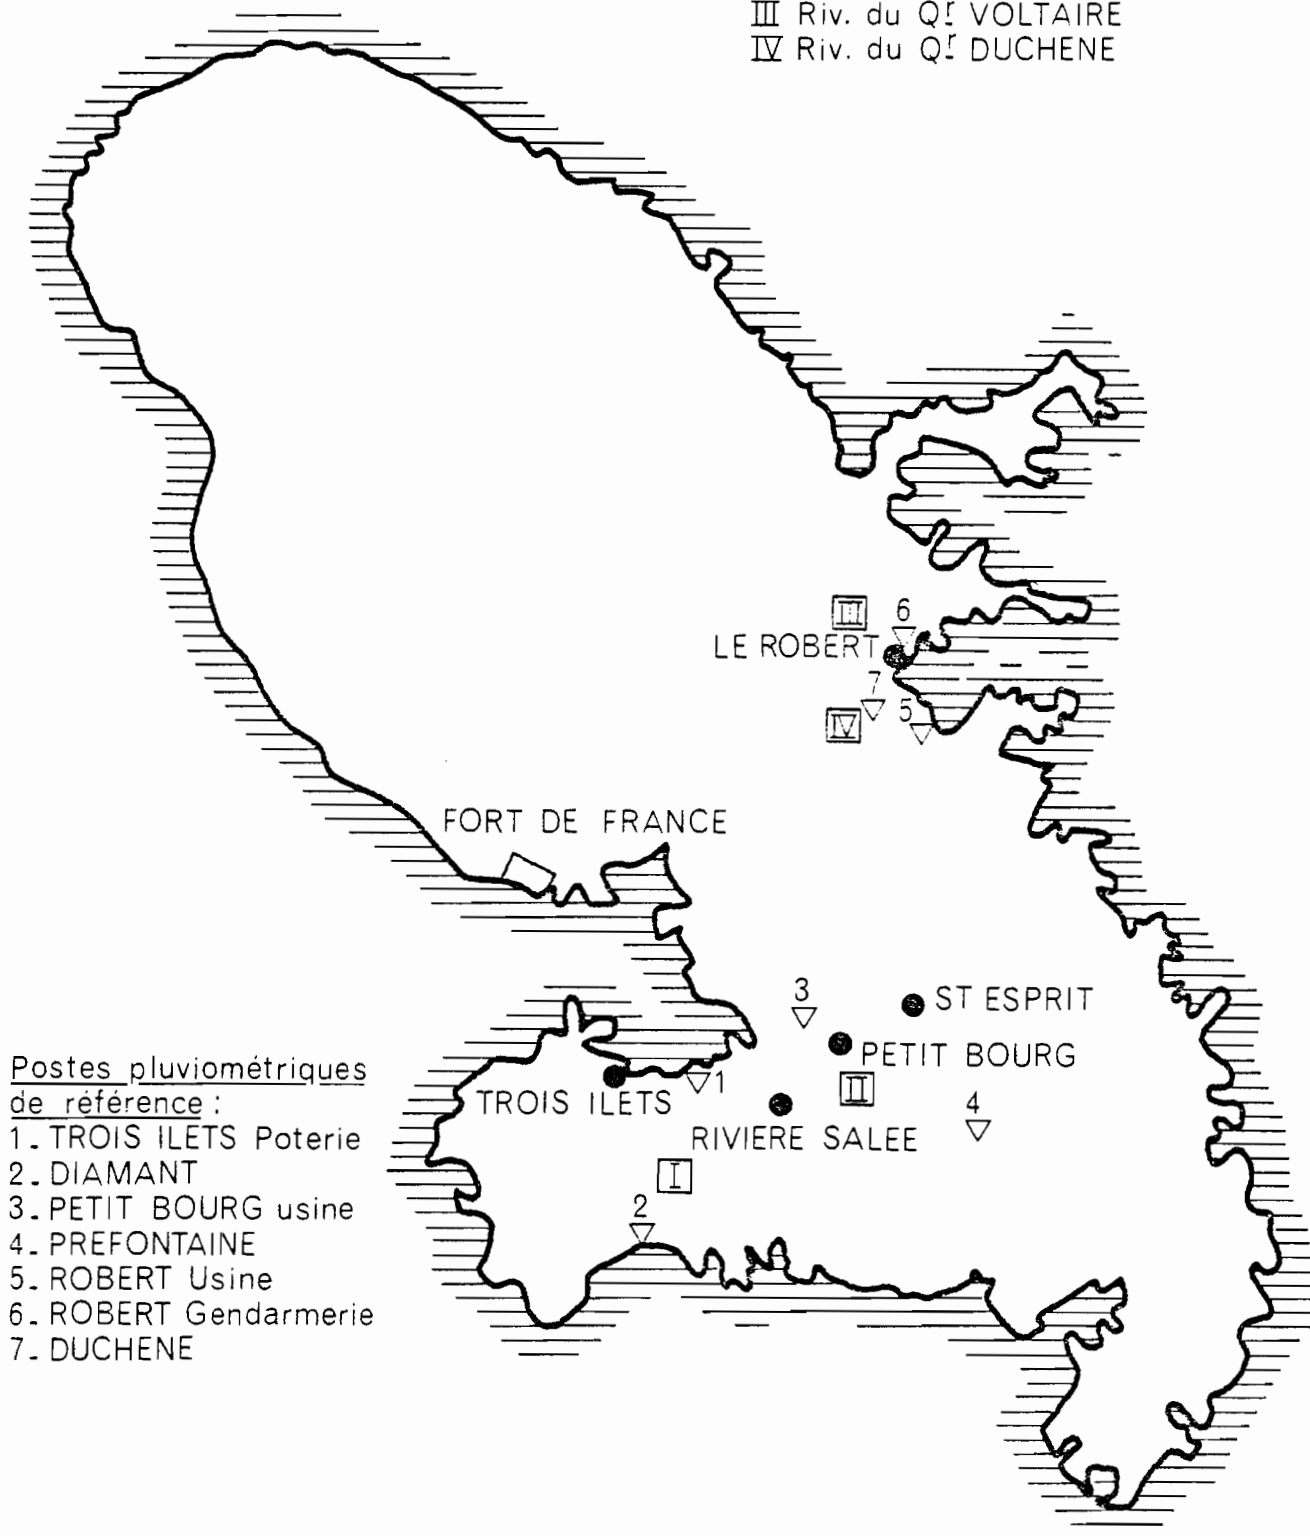 III Riv. du Qr VOLTAIRE
IV Riv. du Qr DUCHENE
III
6
LE ROBERT
7
IV
5
FORT DE FRANCE
3
ST ESPRIT
PETIT BOURG
II
TROIS ILETS
1
4
RIVIERE SALEE
I
2
Postes pluviométriques
de référence :
1. TROIS ILETS Poterie
2. DIAMANT
3. PETIT BOURG usine
4. PREFONTAINE
5. ROBERT Usine
6. ROBERT Gendarmerie
7. DUCHENE